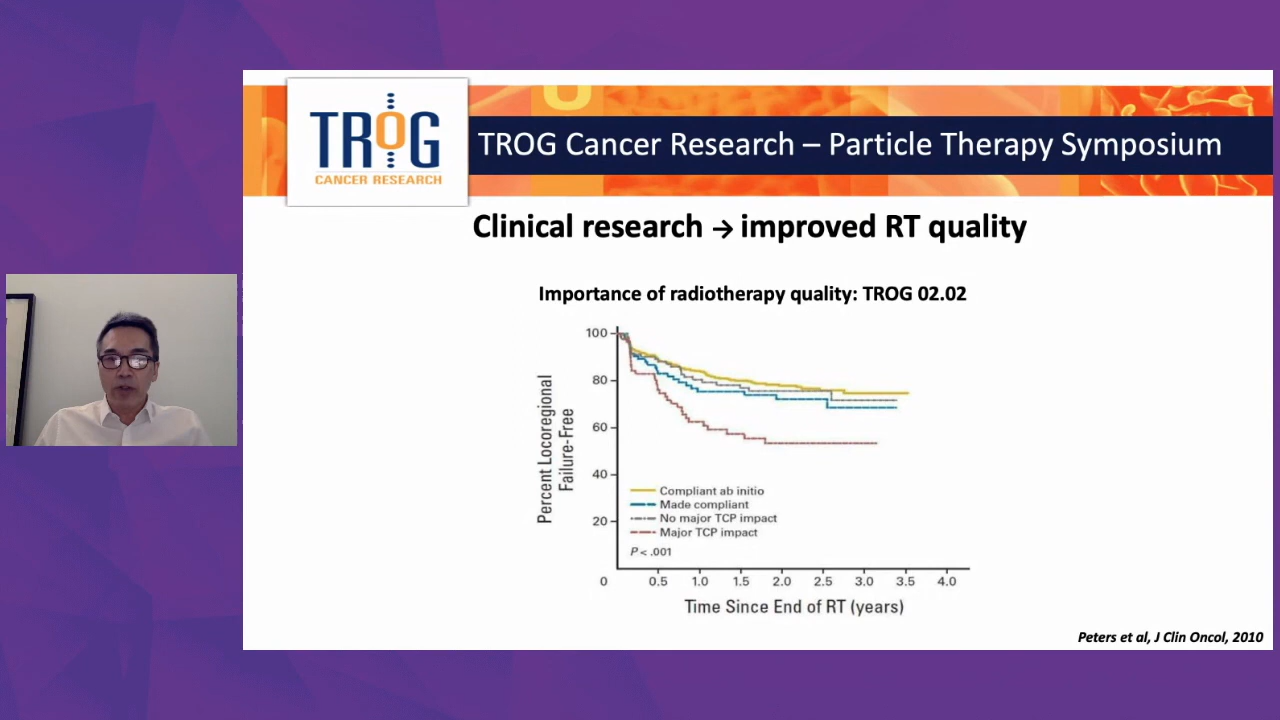 TROG
CANCER RESEARCH
TROG Cancer Research – Particle Therapy Symposium
Clinical research → improved RT quality
Importance of radiotherapy quality: TROG 02.02
100
80
60
40
20
0
Percent Locoregional
Failure-Free
Compliant ab initio
Made compliant
No major TCP impact
Major TCP impact
P < .001
0.5 1.0 1.5 2.0 2.5 3.0 3.5 4.0
Time Since End of RT (years)
Peters et al, J Clin Oncol, 2010